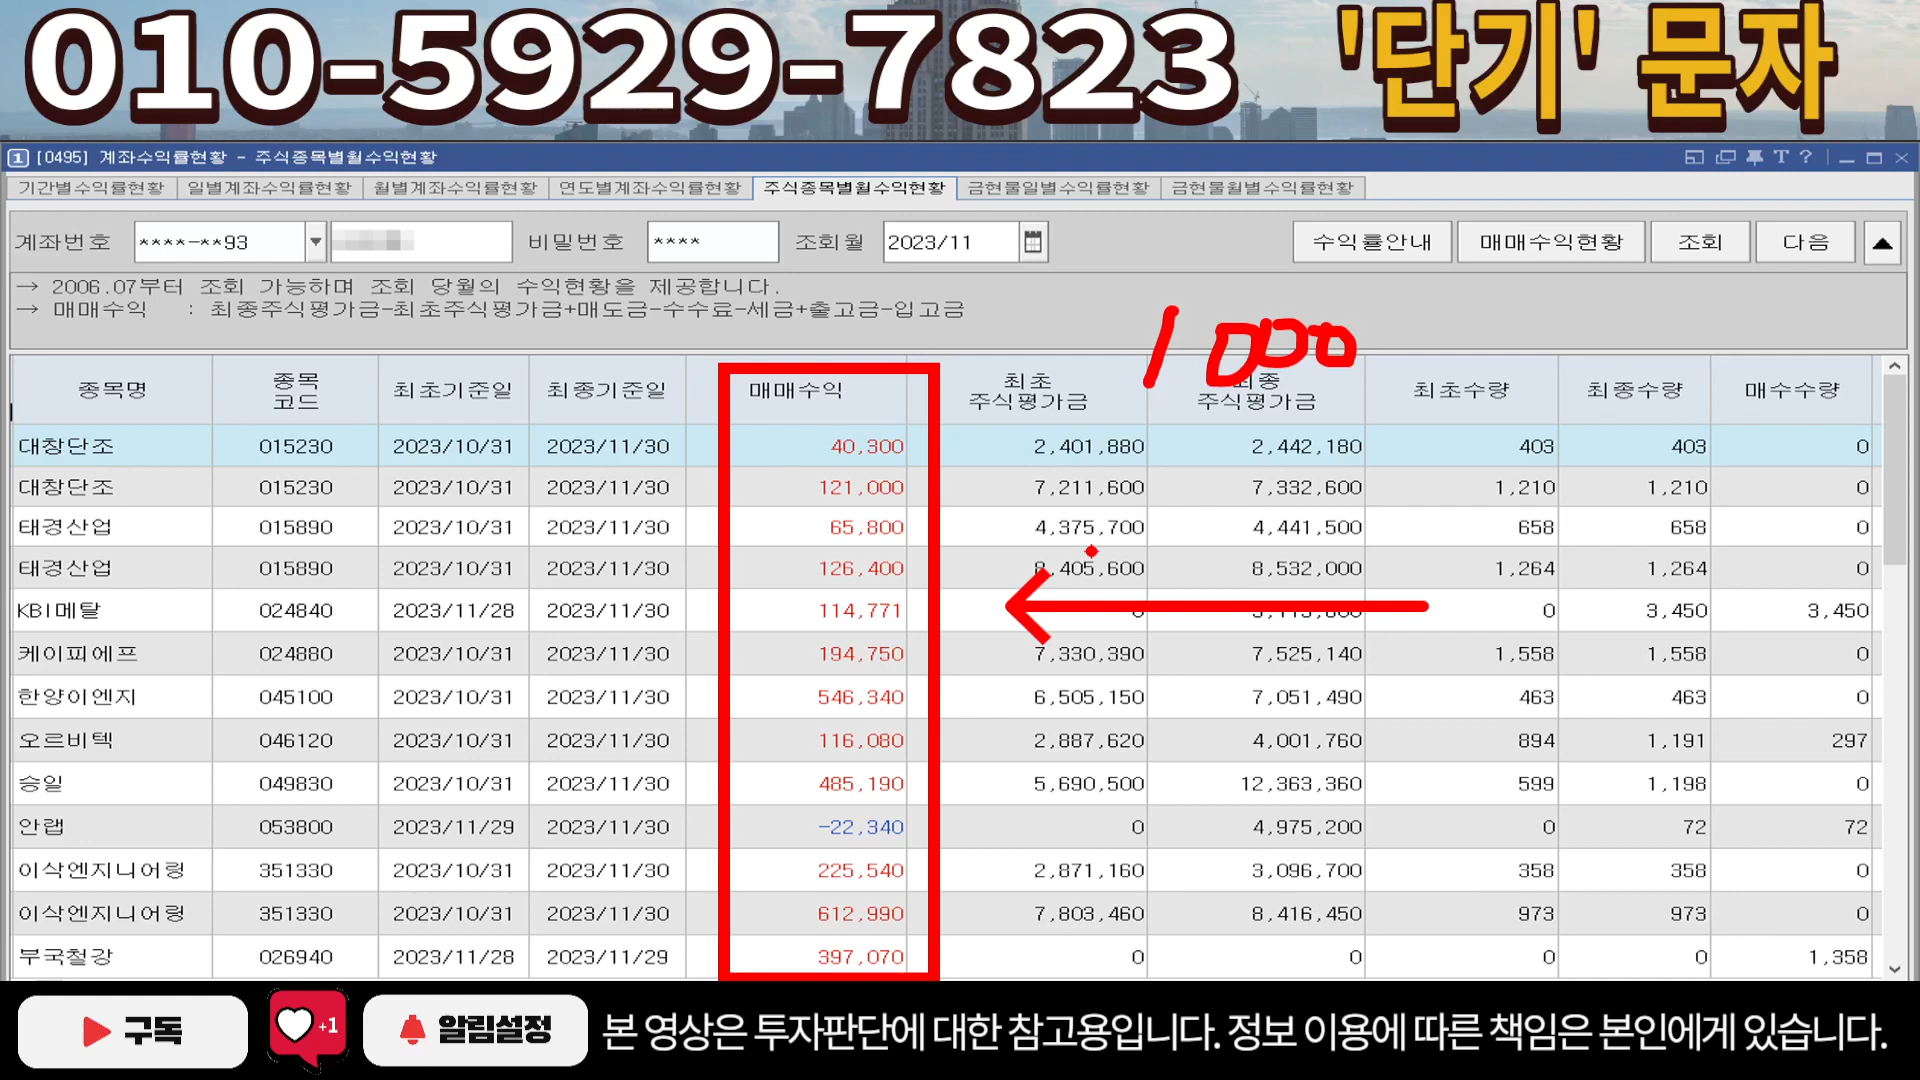 010-5929-7823 '단기' 문자
1 [0495] 계좌수익률현황 - 주식종목별월수익현황
기간별수익률현황 일별계좌수익률현황 월별계좌수익률현황 연도별계좌수익률현황 주식종목별월수익현황 금현물일별수익률현황 금현물월별수익률현황
계좌번호 ****-**93 비밀번호 **** 조회월 2023/11 수익률안내 매매수익현황 조회 다음
→ 2006.07부터 조회 가능하며 조회 당월의 수익현황을 제공합니다.
→ 매매수익 : 최종주식평가금-최초주식평가금+매도금-수수료-세금+출고금-입고금
1000
종목명 종목코드 최초기준일 최종기준일 매매수익 최초주식평가금 최종주식평가금 최초수량 최종수량 매수수량
대창단조 015230 2023/10/31 2023/11/30 40,300 2,401,880 2,442,180 403 403 0
대창단조 015230 2023/10/31 2023/11/30 121,000 7,211,600 7,332,600 1,210 1,210 0
태경산업 015890 2023/10/31 2023/11/30 65,800 4,375,700 4,441,500 658 658 0
태경산업 015890 2023/10/31 2023/11/30 126,400 8,405,600 8,532,000 1,264 1,264 0
KBI메탈 024840 2023/11/28 2023/11/30 114,771 0 0 3,450 3,450
케이피에프 024880 2023/10/31 2023/11/30 194,750 7,330,390 7,525,140 1,558 1,558 0
한양이엔지 045100 2023/10/31 2023/11/30 546,340 6,505,150 7,051,490 463 463 0
오르비텍 046120 2023/10/31 2023/11/30 116,080 2,887,620 4,001,760 894 1,191 297
승일 049830 2023/10/31 2023/11/30 485,190 5,690,500 12,363,360 599 1,198 0
안랩 053800 2023/11/29 2023/11/30 -22,340 0 4,975,200 0 72 72
이삭엔지니어링 351330 2023/10/31 2023/11/30 225,540 2,871,160 3,096,700 358 358 0
이삭엔지니어링 351330 2023/10/31 2023/11/30 612,990 7,803,460 8,416,450 973 973 0
부국철강 026940 2023/11/28 2023/11/29 397,070 0 0 0 0 1,358
구독 +1 알림설정 본 영상은 투자판단에 대한 참고용입니다. 정보 이용에 따른 책임은 본인에게 있습니다.